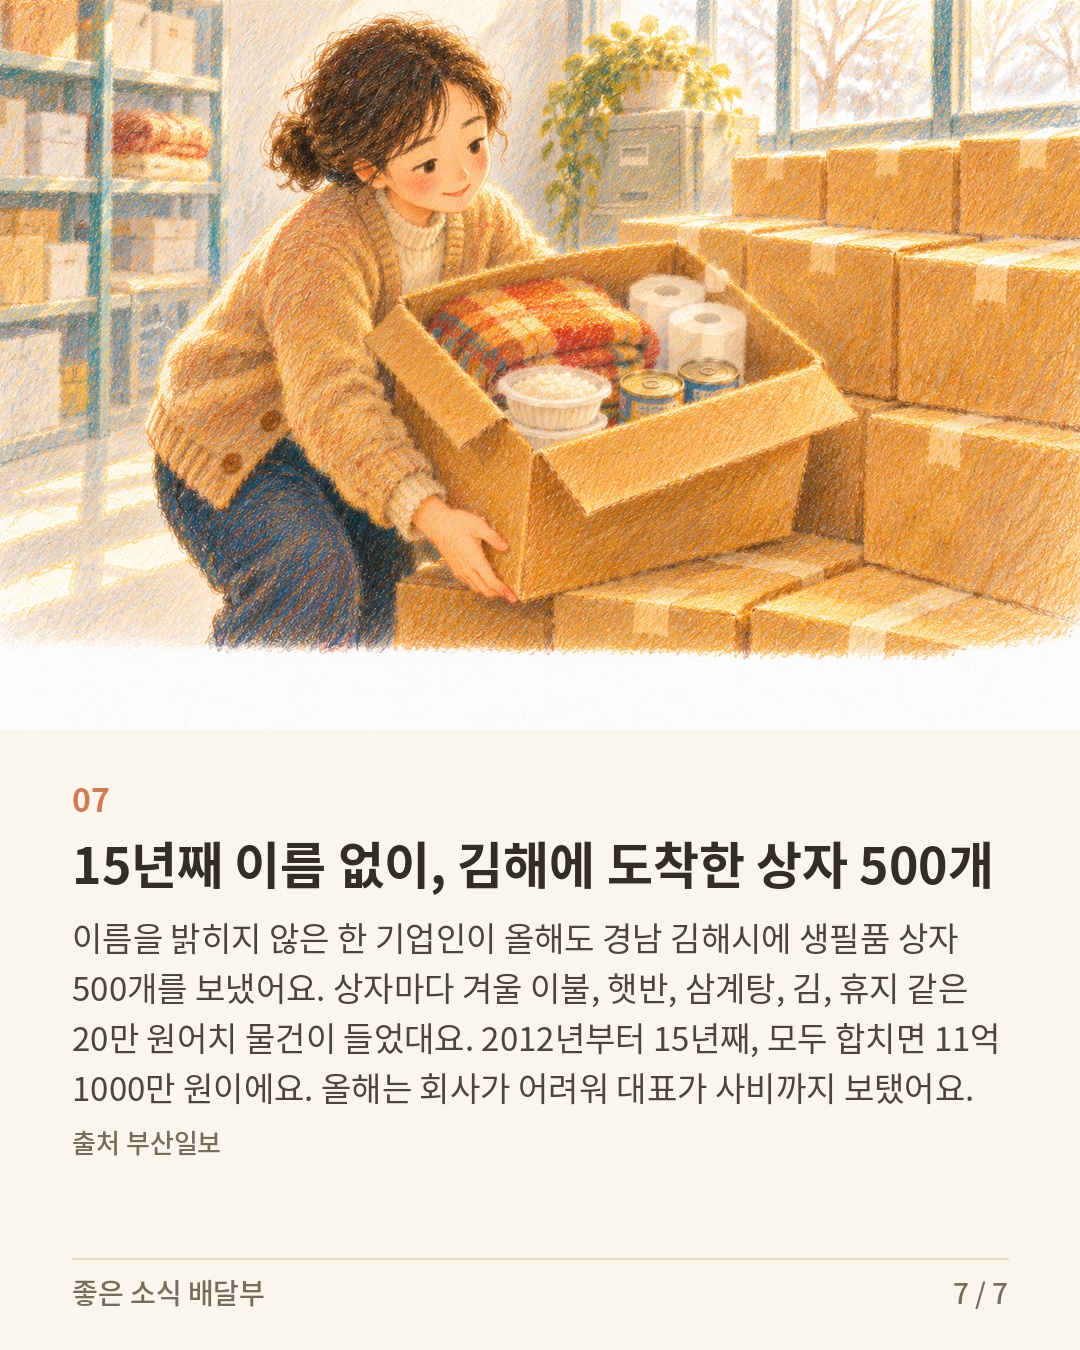 07
15년째 이름 없이, 김해에 도착한 상자 500개
이름을 밝히지 않은 한 기업인이 올해도 경남 김해시에 생필품 상자
500개를 보냈어요. 상자마다 겨울 이불, 햇반, 삼계탕, 김, 휴지 같은
20만 원어치 물건이 들었대요. 2012년부터 15년째, 모두 합치면 11억
1000만 원이에요. 올해는 회사가 어려워 대표가 사비까지 보탰어요.
출처 부산일보
좋은 소식 배달부
7 / 7